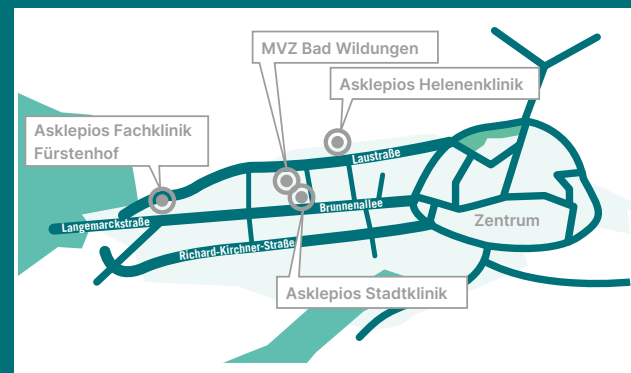 MVZ Bad Wildungen
Asklepios Helenenklinik
Asklepios Fachklinik
Fürstenhof
Laustraße
Brunnenallee
Langemarckstraße
Zentrum
Richard-Kirchner-Straße
Asklepios Stadtklinik